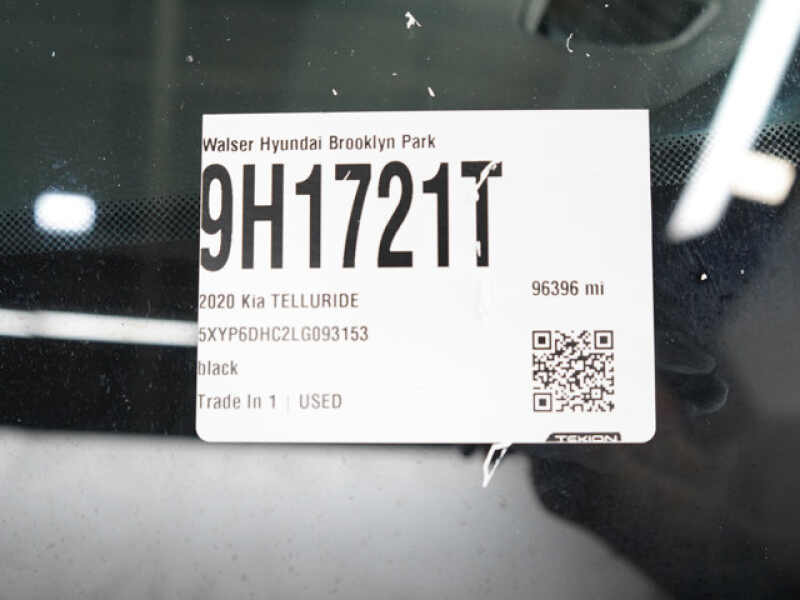 Walser Hyundai Brooklyn Park
9H1721T
2020 Kia TELLURIDE
96396 mi
5XYP6DHC2LG093153
black
Trade In 1 | USED
TEKION